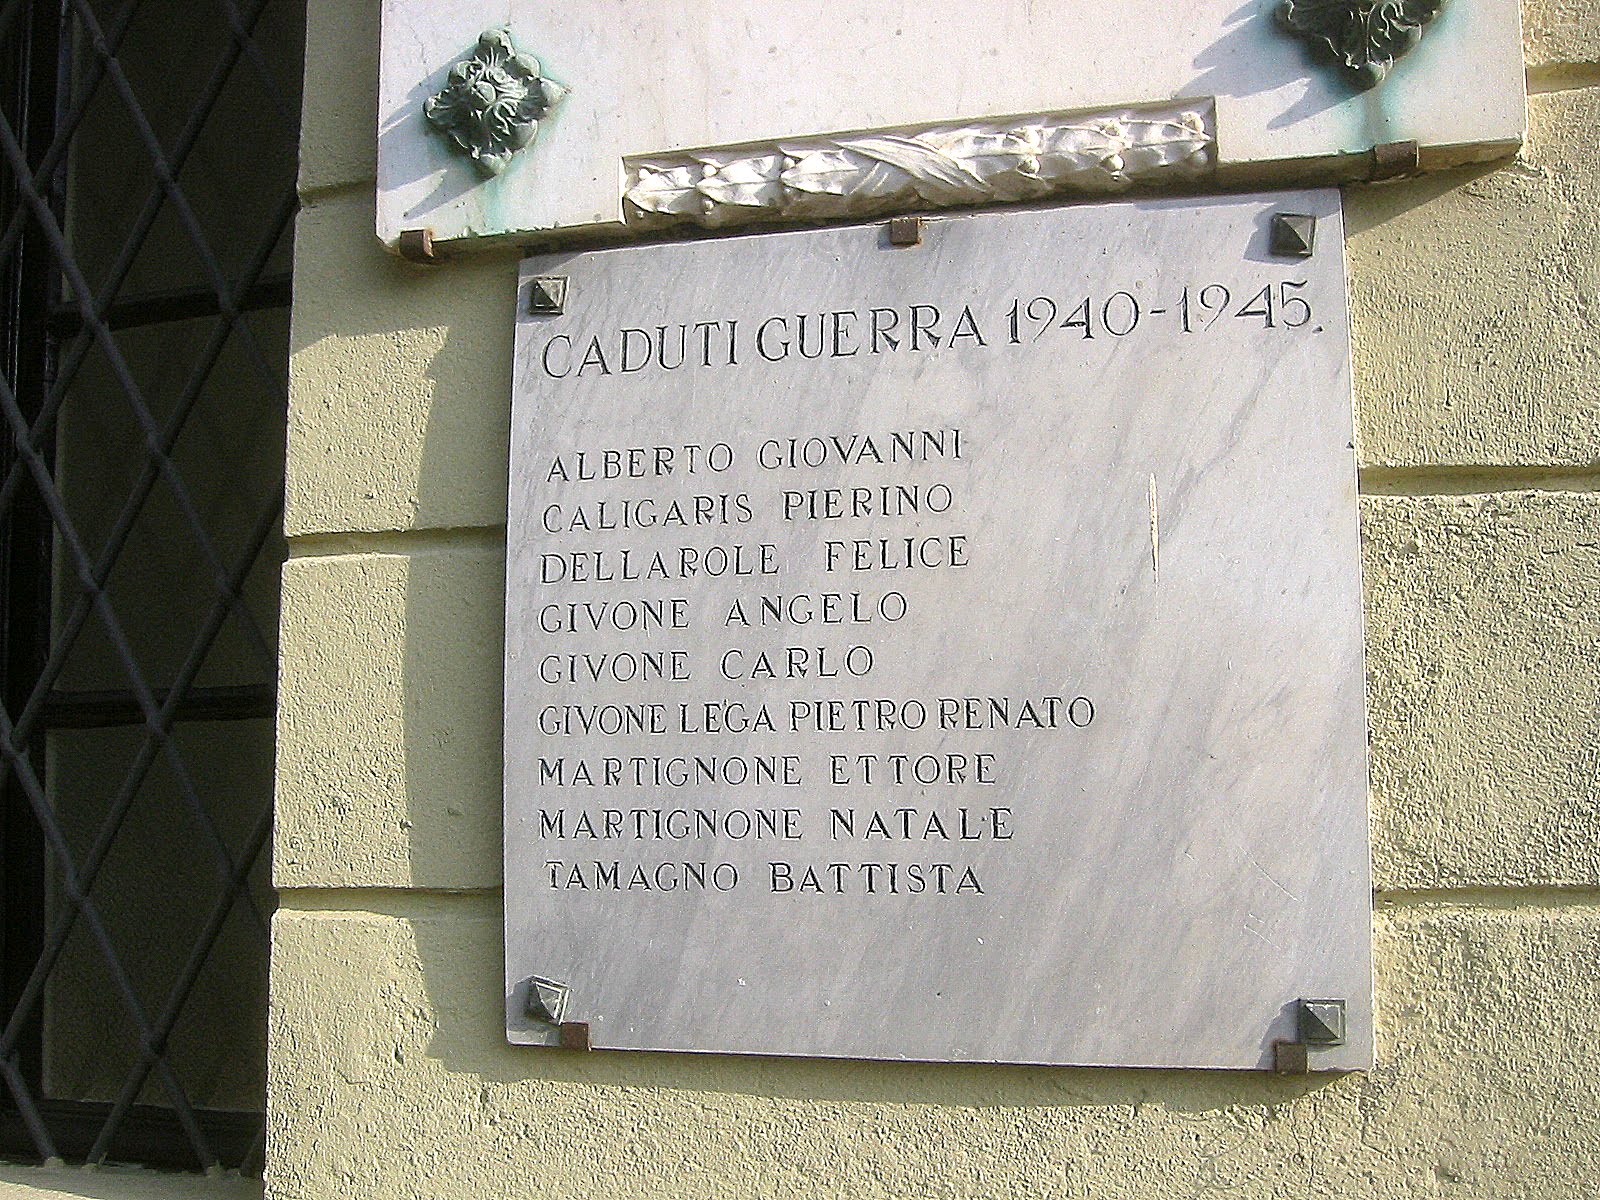 CADUTI GUERRA 1940-1945.
ALBERTO GIOVANNI
CALIGARIS PIERINO
DELLAROLE FELICE
GIVONE ANGELO
GIVONE CARLO
GIVONE LEGA PIETRO RENATO
MARTIGNONE ETTORE
MARTIGNONE NATALE
TAMAGNO BATTISTA